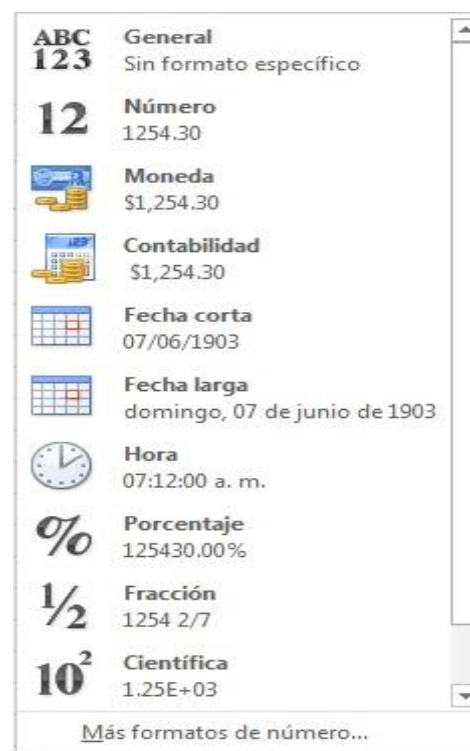 ABC
123
General
Sin formato específico
12
Número
1254.30
Moneda
$1,254.30
123
Contabilidad
$1,254.30
Fecha corta
07/06/1903
Fecha larga
domingo, 07 de junio de 1903
Hora
07:12:00 a. m.
%
Porcentaje
125430.00%
½
Fracción
1254 2/7
10²
Científica
1.25E+03
Más formatos de número...